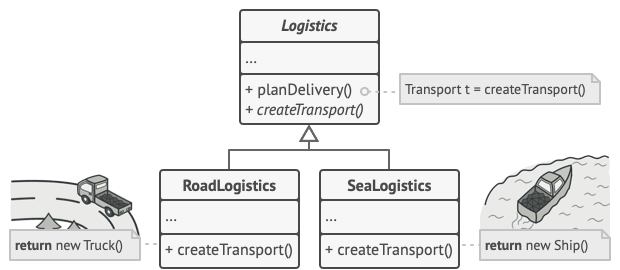 Logistics
...
+ planDelivery()
+ createTransport()
Transport t = createTransport()
RoadLogistics
...
+ createTransport()
SeaLogistics
...
+ createTransport()
return new Truck()
return new Ship()